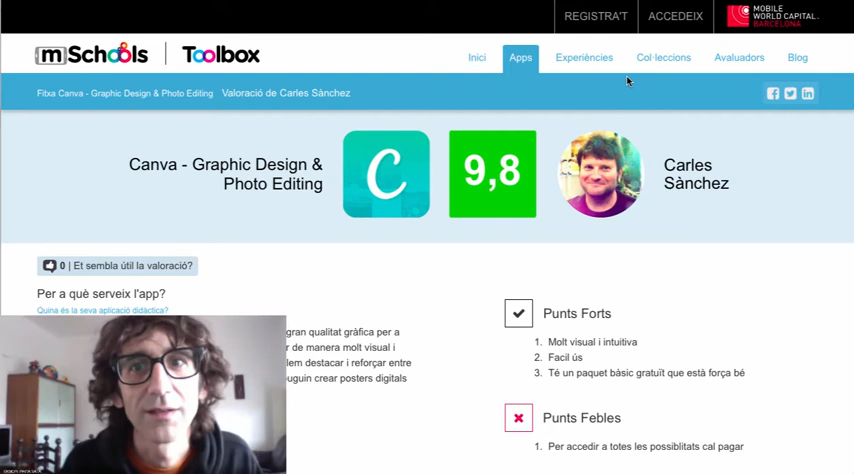 REGISTRA'T
ACCEDEIX
MOBILE
WORLD CAPITAL
BARCELONA
mSchools
Toolbox
Inici
Apps
Experiències
Col·leccions
Avaluadors
Blog
Fitxa Canva - Graphic Design & Photo Editing
Valoració de Carles Sànchez
Canva - Graphic Design &
Photo Editing
C
9,8
Carles
Sànchez
0 | Et sembla útil la valoració?
Per a què serveix l'app?
Quina és la seva aplicació didàctica?
gran qualitat gràfica per a
r de manera molt visual i
lem destacar i reforçar entre
uguin crear posters digitals
Punts Forts
1. Molt visual i intuitiva
2. Facil ús
3. Té un paquet bàsic gratuït que està força bé
Punts Febles
1. Per accedir a totes les possiblitats cal pagar